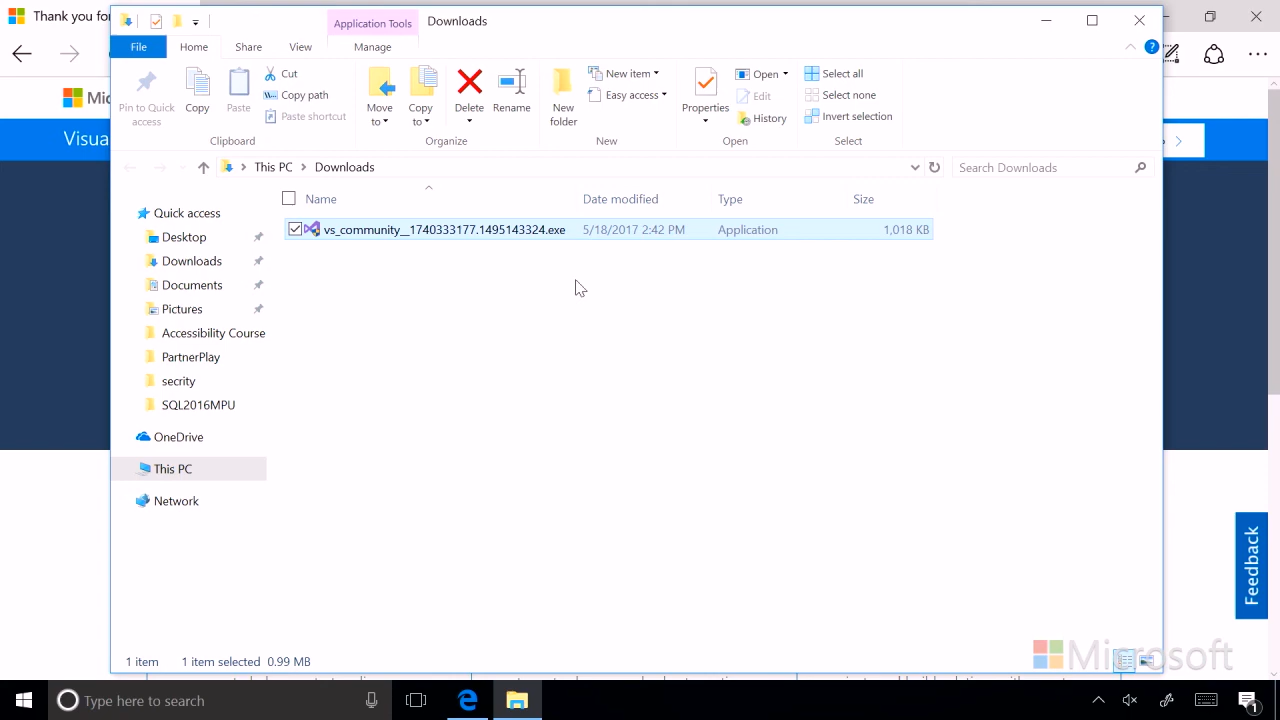 Thank you for
Application Tools
Downloads
File
Home
Share
View
Manage
Pin to Quick access
Copy
Paste
Cut
Copy path
Paste shortcut
Clipboard
Move to
Copy to
Delete
Rename
Organize
New folder
New item
Easy access
New
Properties
Open
Edit
History
Open
Select all
Select none
Invert selection
Select
This PC
Downloads
Search Downloads
Visua
Name
Date modified
Type
Size
vs_community__1740333177.1495143324.exe
5/18/2017 2:42 PM
Application
1,018 KB
Quick access
Desktop
Downloads
Documents
Pictures
Accessibility Course
PartnerPlay
secrity
SQL2016MPU
OneDrive
This PC
Network
Feedback
1 item
1 item selected
0.99 MB
Microsoft
Type here to search
1